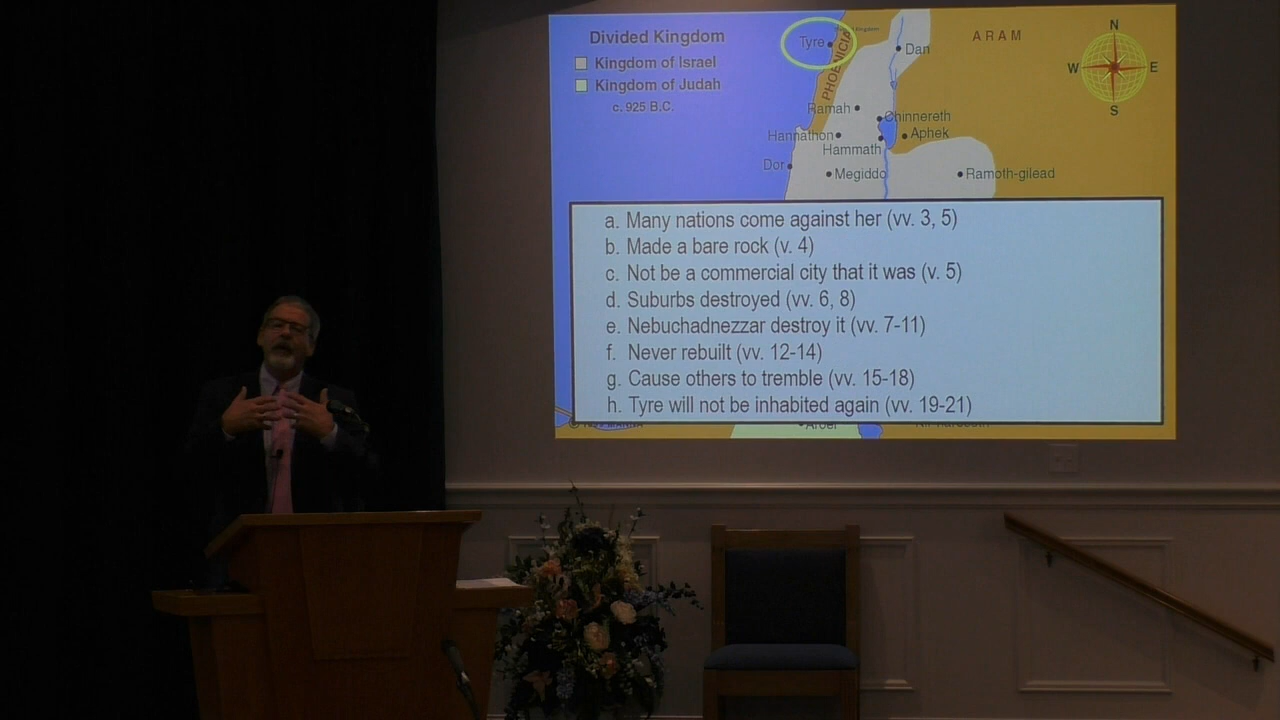 Divided Kingdom
Kingdom of Israel
Kingdom of Judah
c. 925 B.C.
Tyre
PHOENICIA
Dan
ARAM
N
W
E
S
Ramah
Chinnereth
Hannathon
Aphek
Hammath
Dor
Megiddo
Ramoth-gilead
a. Many nations come against her (vv. 3, 5)
b. Made a bare rock (v. 4)
c. Not be a commercial city that it was (v. 5)
d. Suburbs destroyed (vv. 6, 8)
e. Nebuchadnezzar destroy it (vv. 7-11)
f. Never rebuilt (vv. 12-14)
g. Cause others to tremble (vv. 15-18)
h. Tyre will not be inhabited again (vv. 19-21)
Aroer